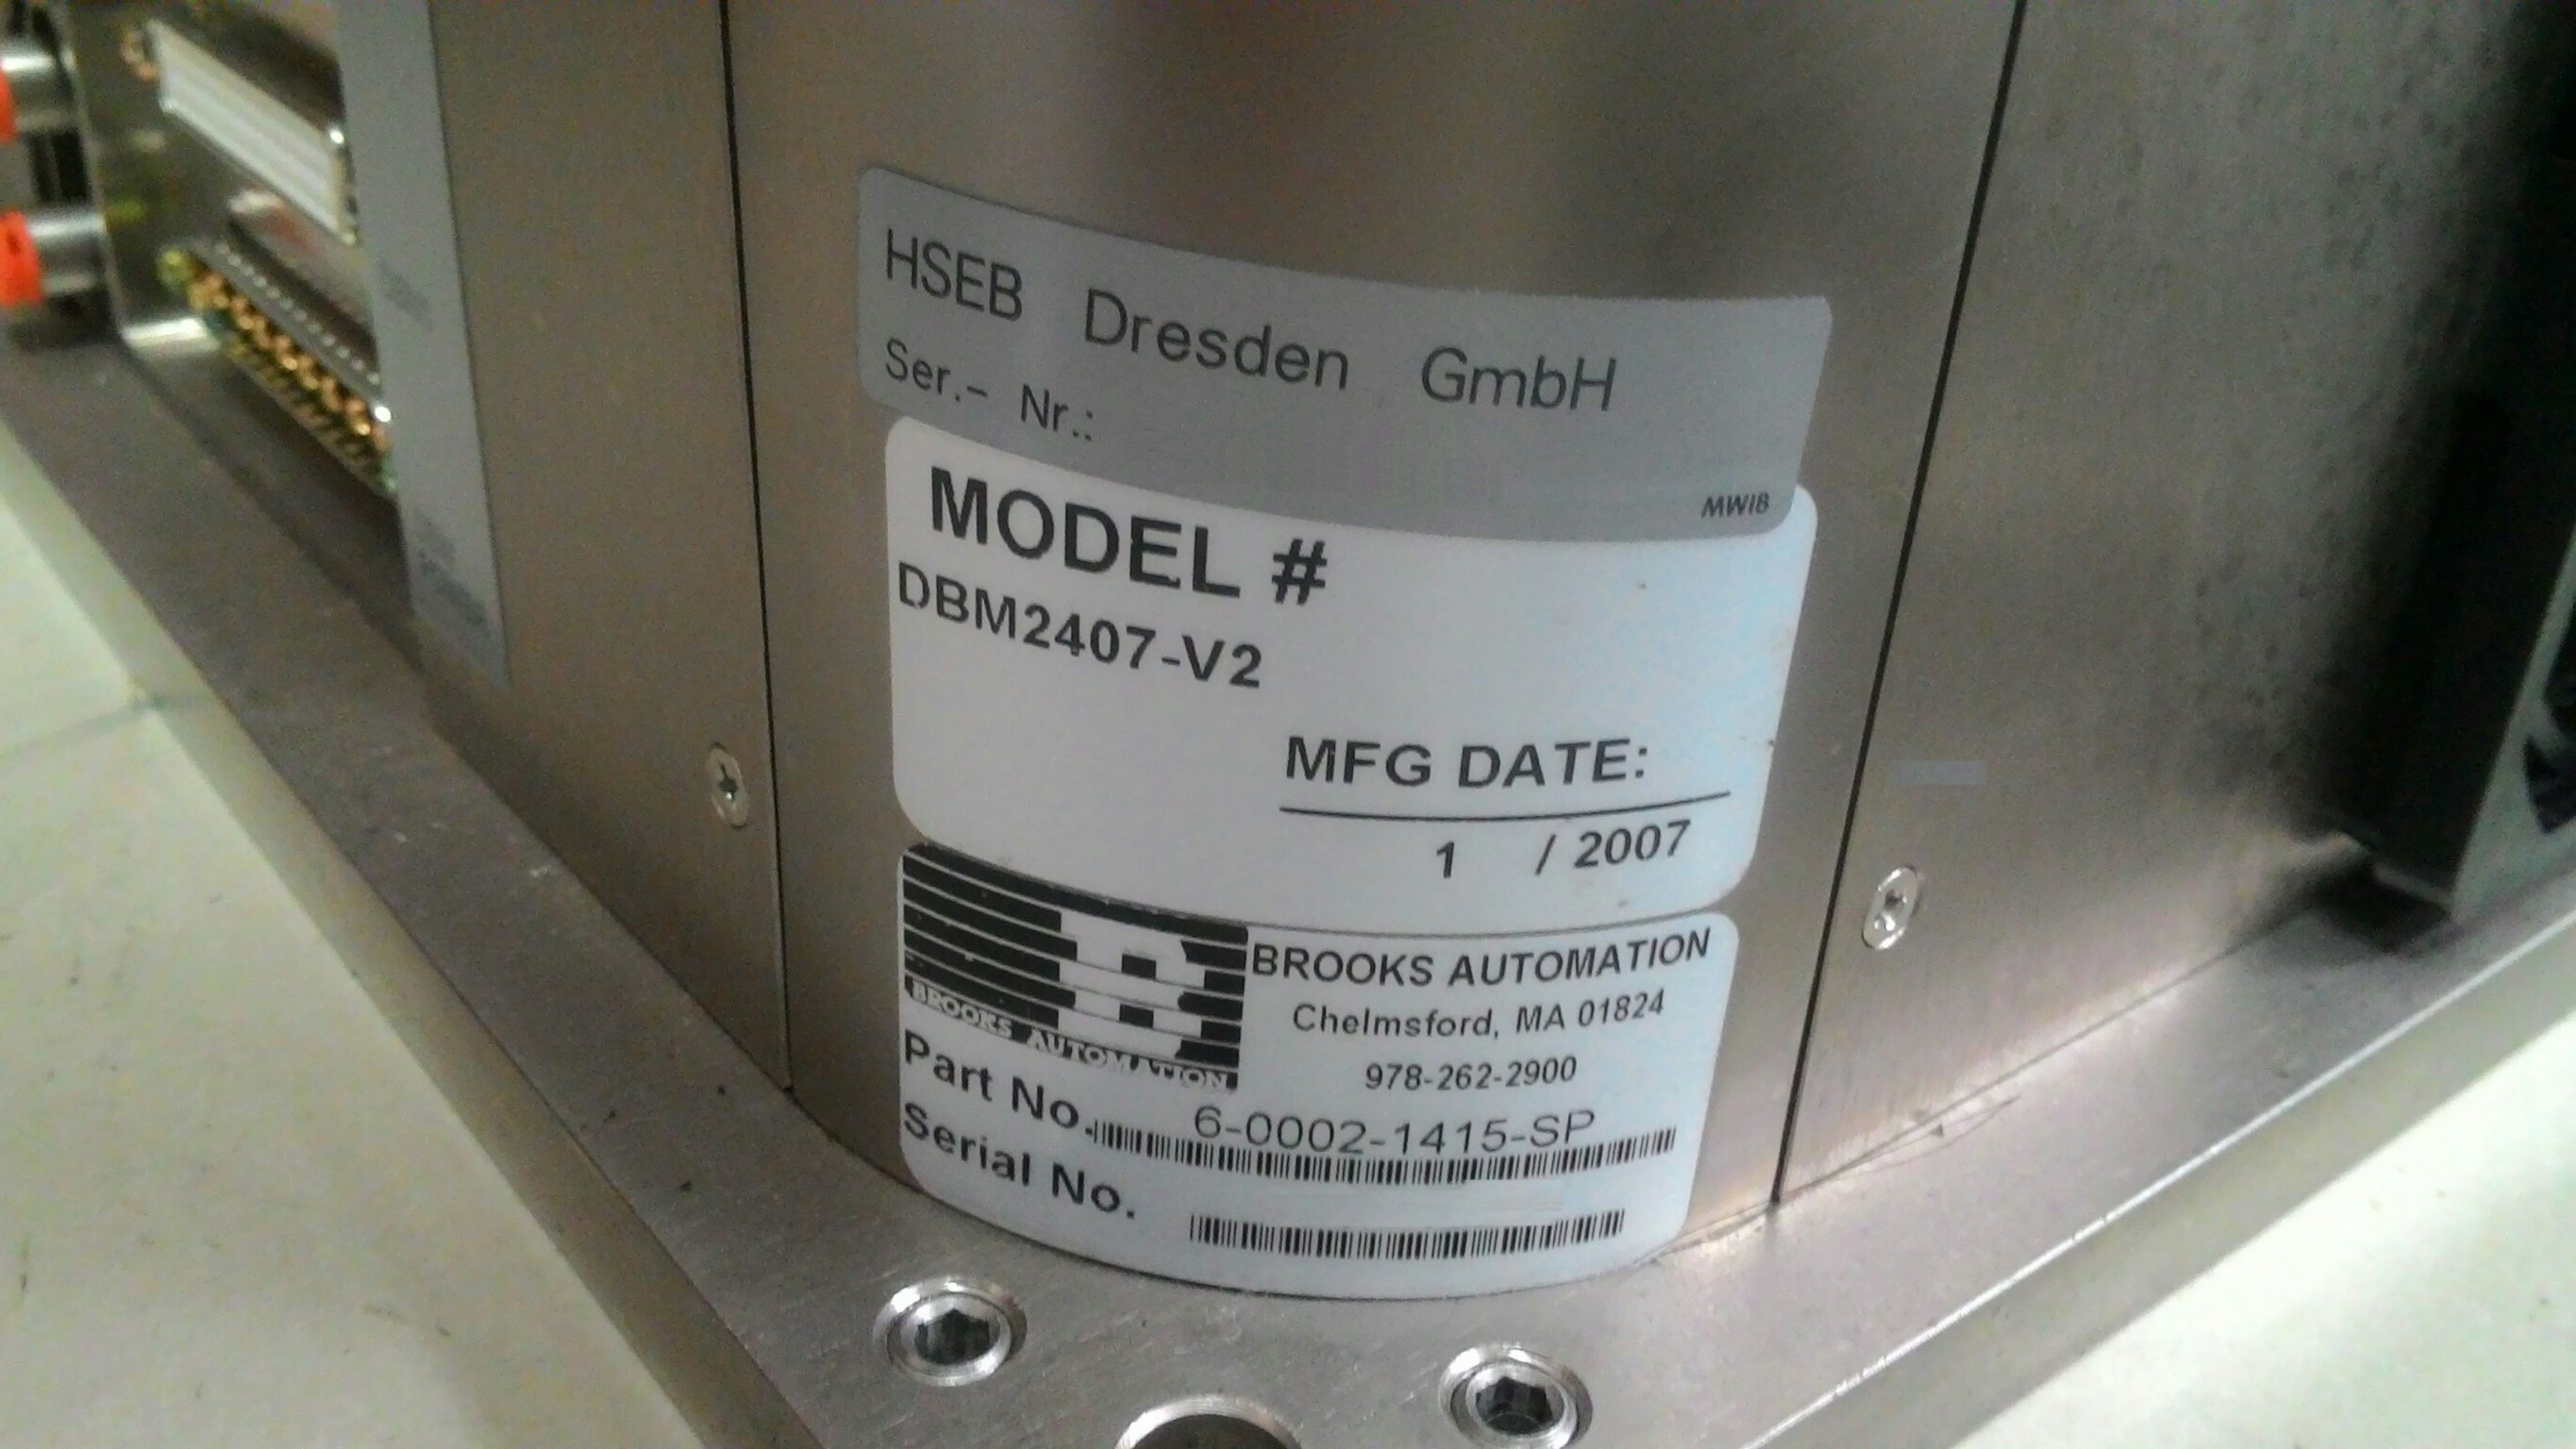 HSEB Dresden GmbH
Ser.- Nr.:
MWIB
MODEL #
DBM2407-V2
MFG DATE:
1 / 2007
BROOKS AUTOMATION
BROOKS AUTOMATION
Chelmsford, MA 01824
978-262-2900
Part No. 6-0002-1415-SP
Serial No.